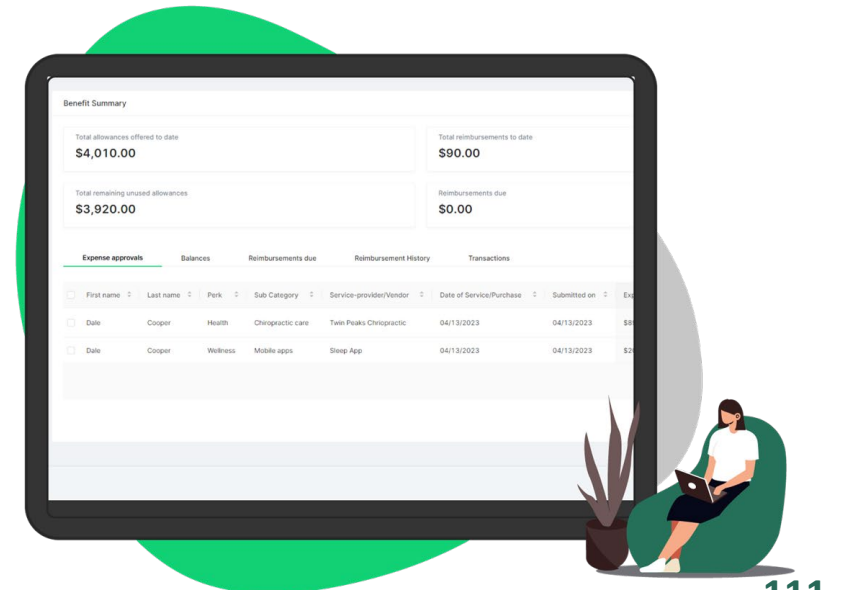 Benefit Summary
Total allowances offered to date
$4,010.00
Total reimbursements to date
$90.00
Total remaining unused allowances
$3,920.00
Reimbursements due
$0.00
Expense approvals Balances Reimbursements due Reimbursement History Transactions
First name Last name Perk Sub Category Service-provider/Vendor Date of Service/Purchase Submitted on
Dale Cooper Health Chiropractic care Twin Peaks Chriopractic 04/13/2023 04/13/2023
Dale Cooper Wellness Mobile apps Sleep App 04/13/2023 04/13/2023